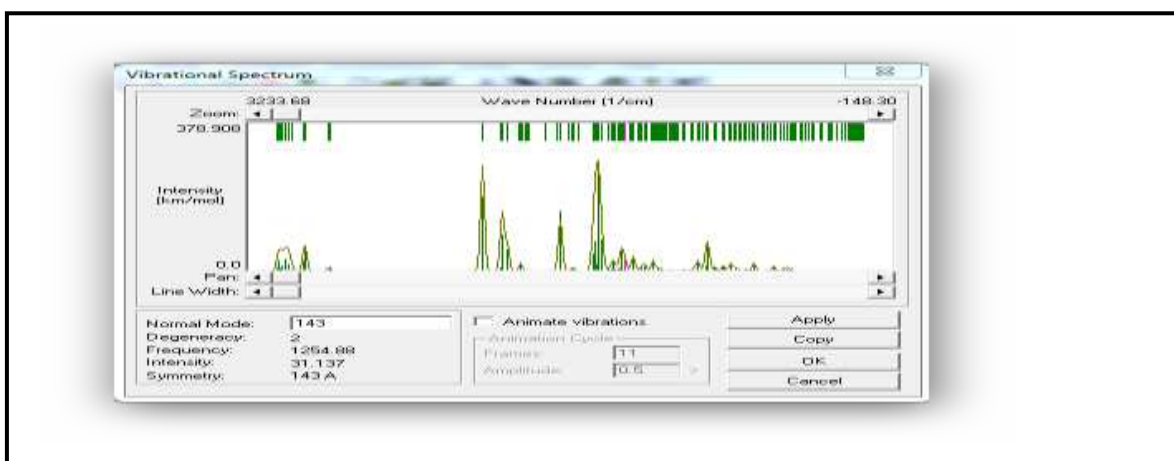 Vibrational Spectrum
3233.68 Wave Number (1/cm) -148.30
Zoom:
378.908
Intensity
(km/mol)
0.0
Pan:
Line Width:
Normal Mode: 143
Degeneracy: 2
Frequency: 1254.88
Intensity: 31.137
Symmetry: 143 A
Animate vibrations
Animation Cycle
Frames: 11
Amplitude: 0.5
Apply
Copy
OK
Cancel